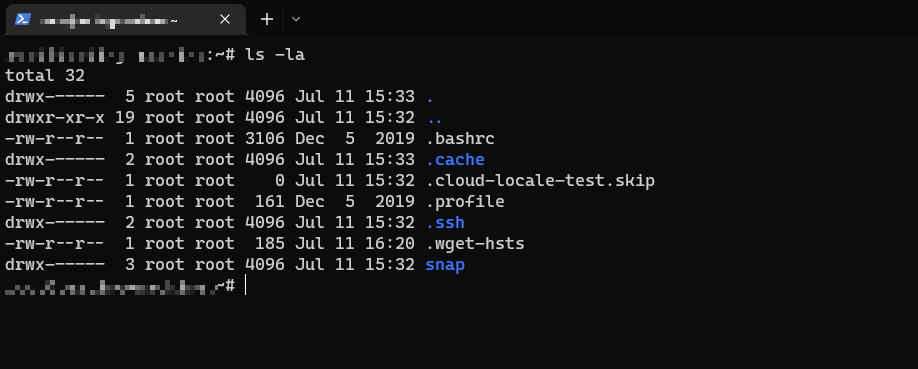 ~
:~# ls -la
total 32
drwx------  5 root root 4096 Jul 11 15:33 .
drwxr-xr-x 19 root root 4096 Jul 11 15:32 ..
-rw-r--r--  1 root root 3106 Dec  5  2019 .bashrc
drwx------  2 root root 4096 Jul 11 15:33 .cache
-rw-r--r--  1 root root    0 Jul 11 15:32 .cloud-locale-test.skip
-rw-r--r--  1 root root  161 Dec  5  2019 .profile
drwx------  2 root root 4096 Jul 11 15:32 .ssh
-rw-r--r--  1 root root  185 Jul 11 16:20 .wget-hsts
drwx------  3 root root 4096 Jul 11 15:32 snap
~#